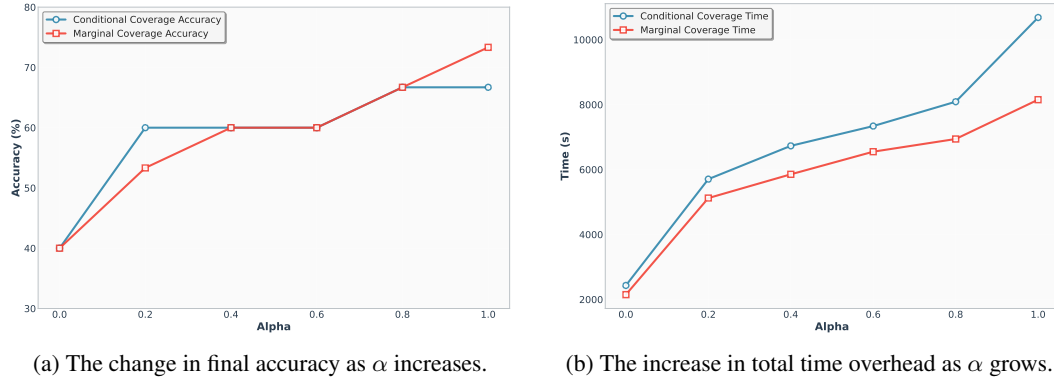 80
70
60
50
40
30
Accuracy (%)
Conditional Coverage Accuracy
Marginal Coverage Accuracy
0.0 0.2 0.4 0.6 0.8 1.0
Alpha
(a) The change in final accuracy as α increases.
10000
8000
6000
4000
2000
Time (s)
Conditional Coverage Time
Marginal Coverage Time
0.0 0.2 0.4 0.6 0.8 1.0
Alpha
(b) The increase in total time overhead as α grows.